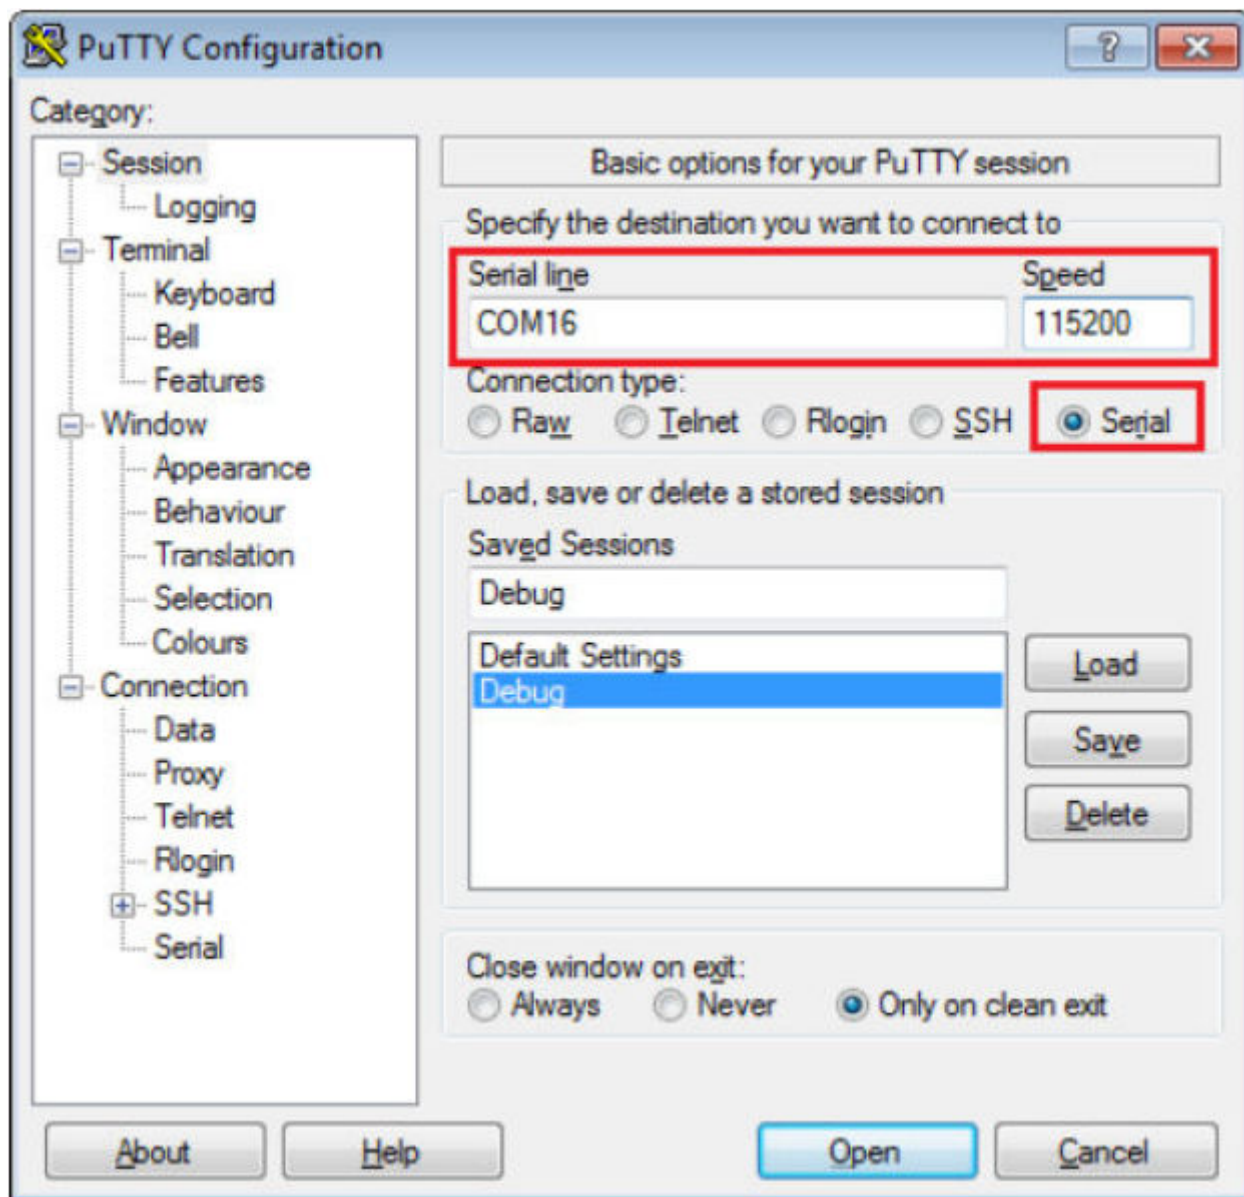 PuTTY Configuration
Category:
Session
Logging
Terminal
Keyboard
Bell
Features
Window
Appearance
Behaviour
Translation
Selection
Colours
Connection
Data
Proxy
Telnet
Rlogin
SSH
Serial
Basic options for your PuTTY session
Specify the destination you want to connect to
Serial line Speed
COM16 115200
Connection type:
Raw Telnet Rlogin SSH Serial
Load, save or delete a stored session
Saved Sessions
Debug
Default Settings
Debug
Load
Save
Delete
Close window on exit:
Always Never Only on clean exit
About Help Open Cancel